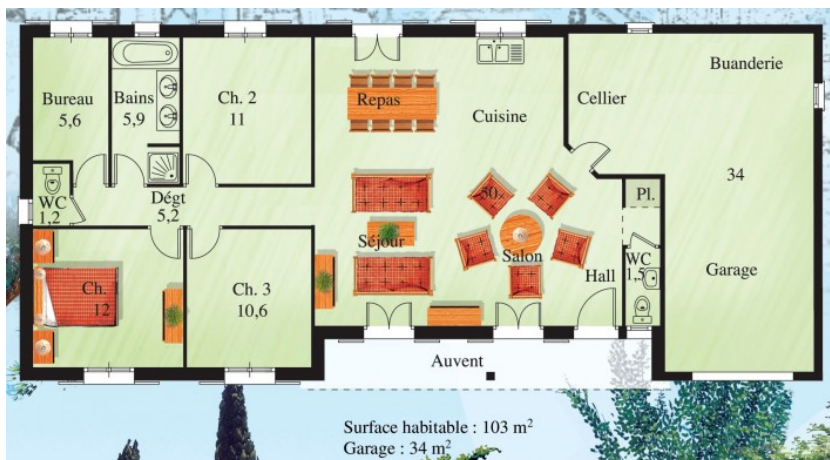 Bureau
5,6
Bains
5,9
Ch. 2
11
Repas
Cuisine
Cellier
Buanderie
34
WC
1,2
Dégt
5,2
50
Pl.
Séjour
Salon
Hall
WC
1,5
Garage
Ch. 1
12
Ch. 3
10,6
Auvent
Surface habitable : 103 m²
Garage : 34 m²